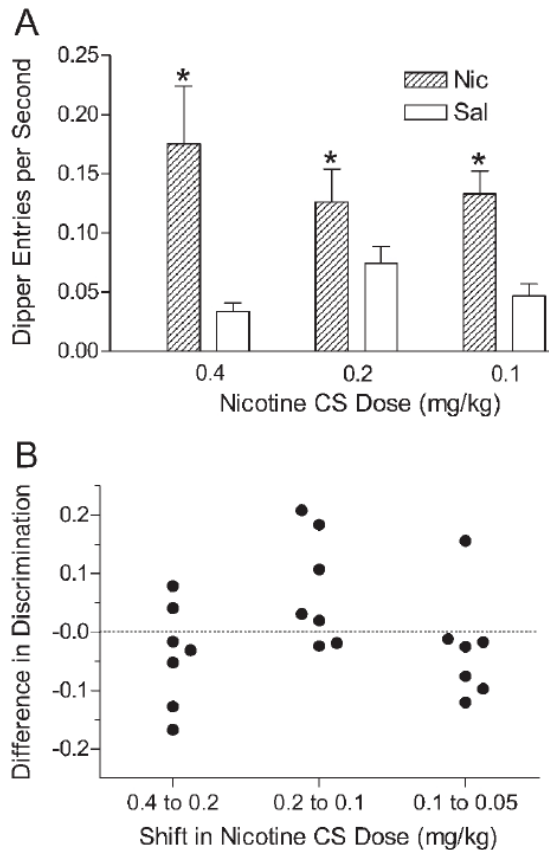 A
Dipper Entries per Second
0.25
0.20
0.15
0.10
0.05
0.00
*
*
*
Nic
Sal
0.4
0.2
0.1
Nicotine CS Dose (mg/kg)
B
Difference in Discrimination
0.2
0.1
-0.0
-0.1
-0.2
0.4 to 0.2
0.2 to 0.1
0.1 to 0.05
Shift in Nicotine CS Dose (mg/kg)